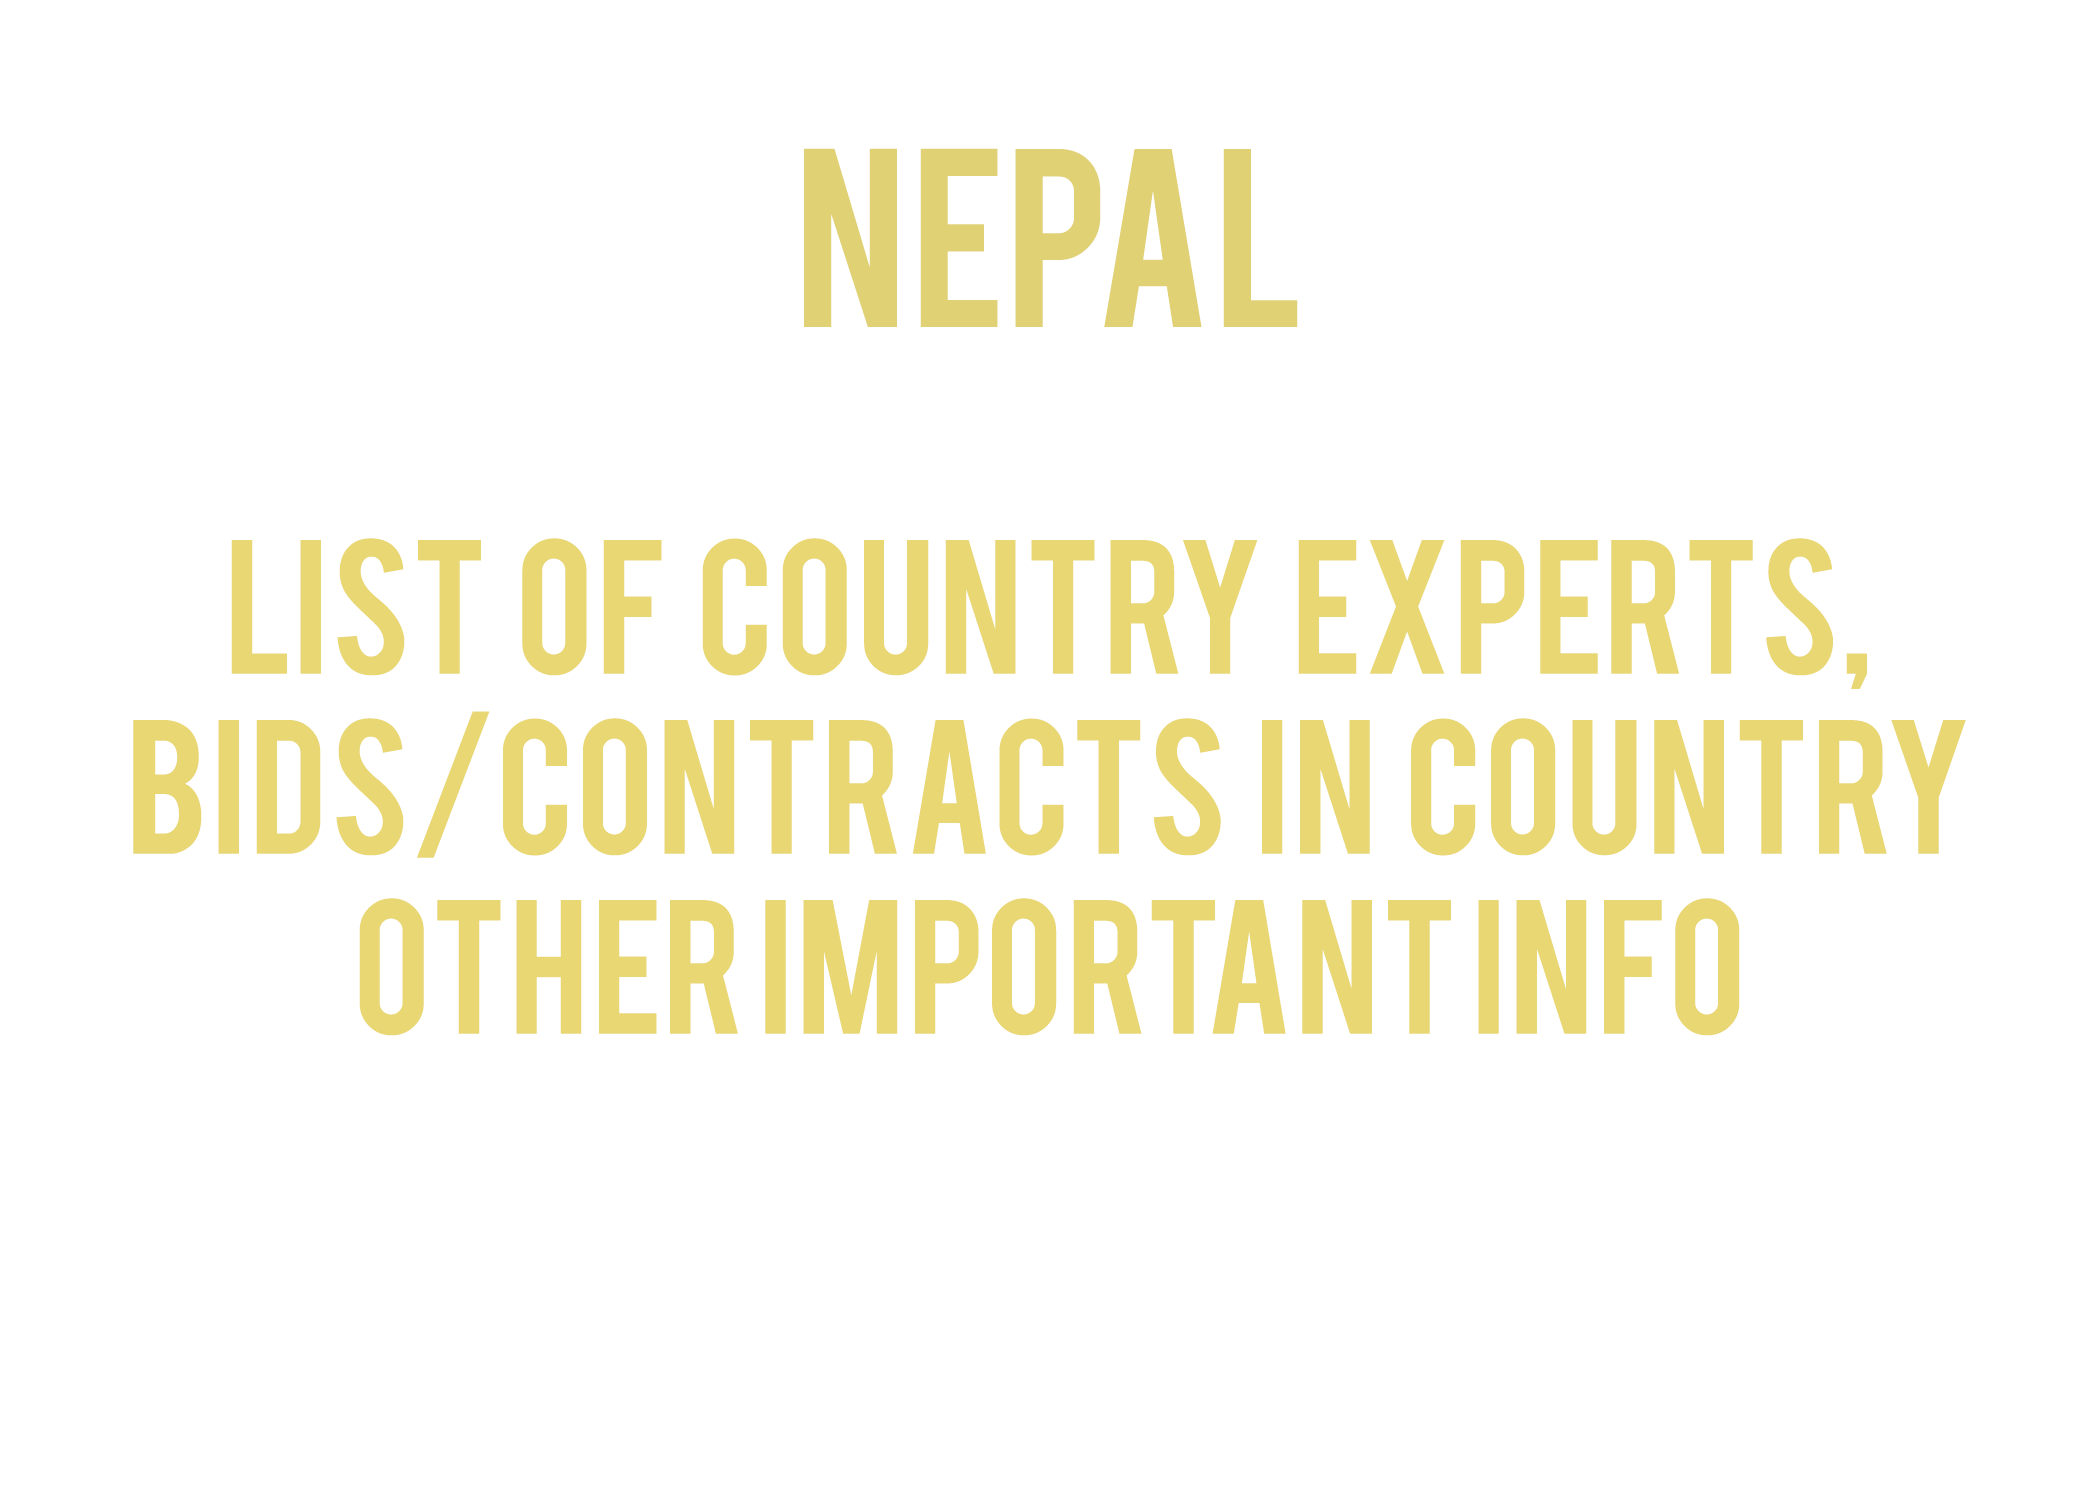 NEPAL
LIST OF COUNTRY EXPERTS,
BIDS/CONTRACTS IN COUNTRY
OTHER IMPORTANT INFO